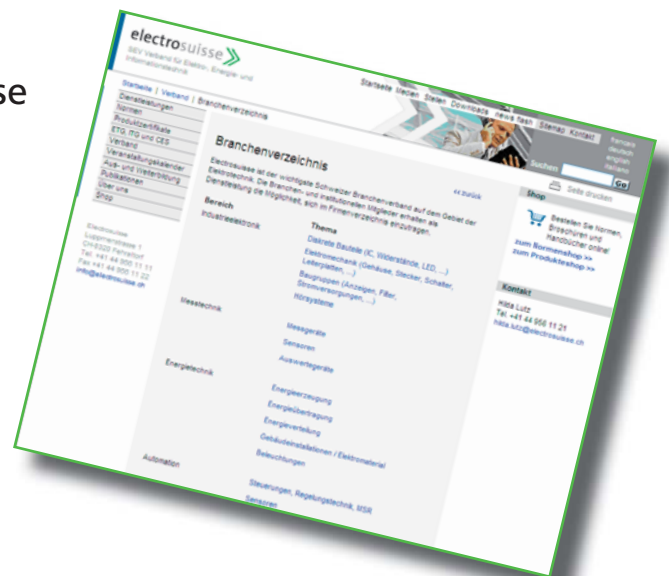 se
electrosuisse
SEV Verband für Elektro-, Energie- und
Informationstechnik
Startseite Medien Stellen Downloads news flash Sitemap Kontakt
français
deutsch
english
italiano
Suchen
Go
Startseite | Verband | Branchenverzeichnis
Dienstleistungen
Normen
Produktzertifikate
ETG, ITG und CES
Verband
Veranstaltungskalender
Aus- und Weiterbildung
Publikationen
Über uns
Shop
Electrosuisse
Luppmenstrasse 1
CH-8320 Fehraltorf
Tel. +41 44 956 11 11
Fax +41 44 956 11 22
info@electrosuisse.ch
Branchenverzeichnis
<< zurück
Electrosuisse ist der wichtigste Schweizer Branchenverband auf dem Gebiet der
Elektrotechnik. Die Branchen- und institutionellen Mitglieder erhalten als
Dienstleistung die Möglichkeit, sich im Firmenverzeichnis einzutragen.
Bereich
Thema
Industrieelektronik
Diskrete Bauteile (IC, Widerstände, LED, ...)
Elektromechanik (Gehäuse, Stecker, Schalter,
Leiterplatten, ...)
Baugruppen (Anzeigen, Filter,
Stromversorgungen, ...)
Hörsysteme
Messtechnik
Messgeräte
Sensoren
Auswertegeräte
Energietechnik
Energieerzeugung
Energieübertragung
Energieverteilung
Gebäudeinstallationen / Elektromaterial
Beleuchtungen
Automation
Steuerungen, Regelungstechnik, MSR
Sensoren
Seite drucken
Shop
Bestellen Sie Normen,
Broschüren und
Handbücher online!
zum Normenshop >>
zum Produkteshop >>
Kontakt
Hilda Lutz
Tel. +41 44 956 11 21
hilda.lutz@electrosuisse.ch